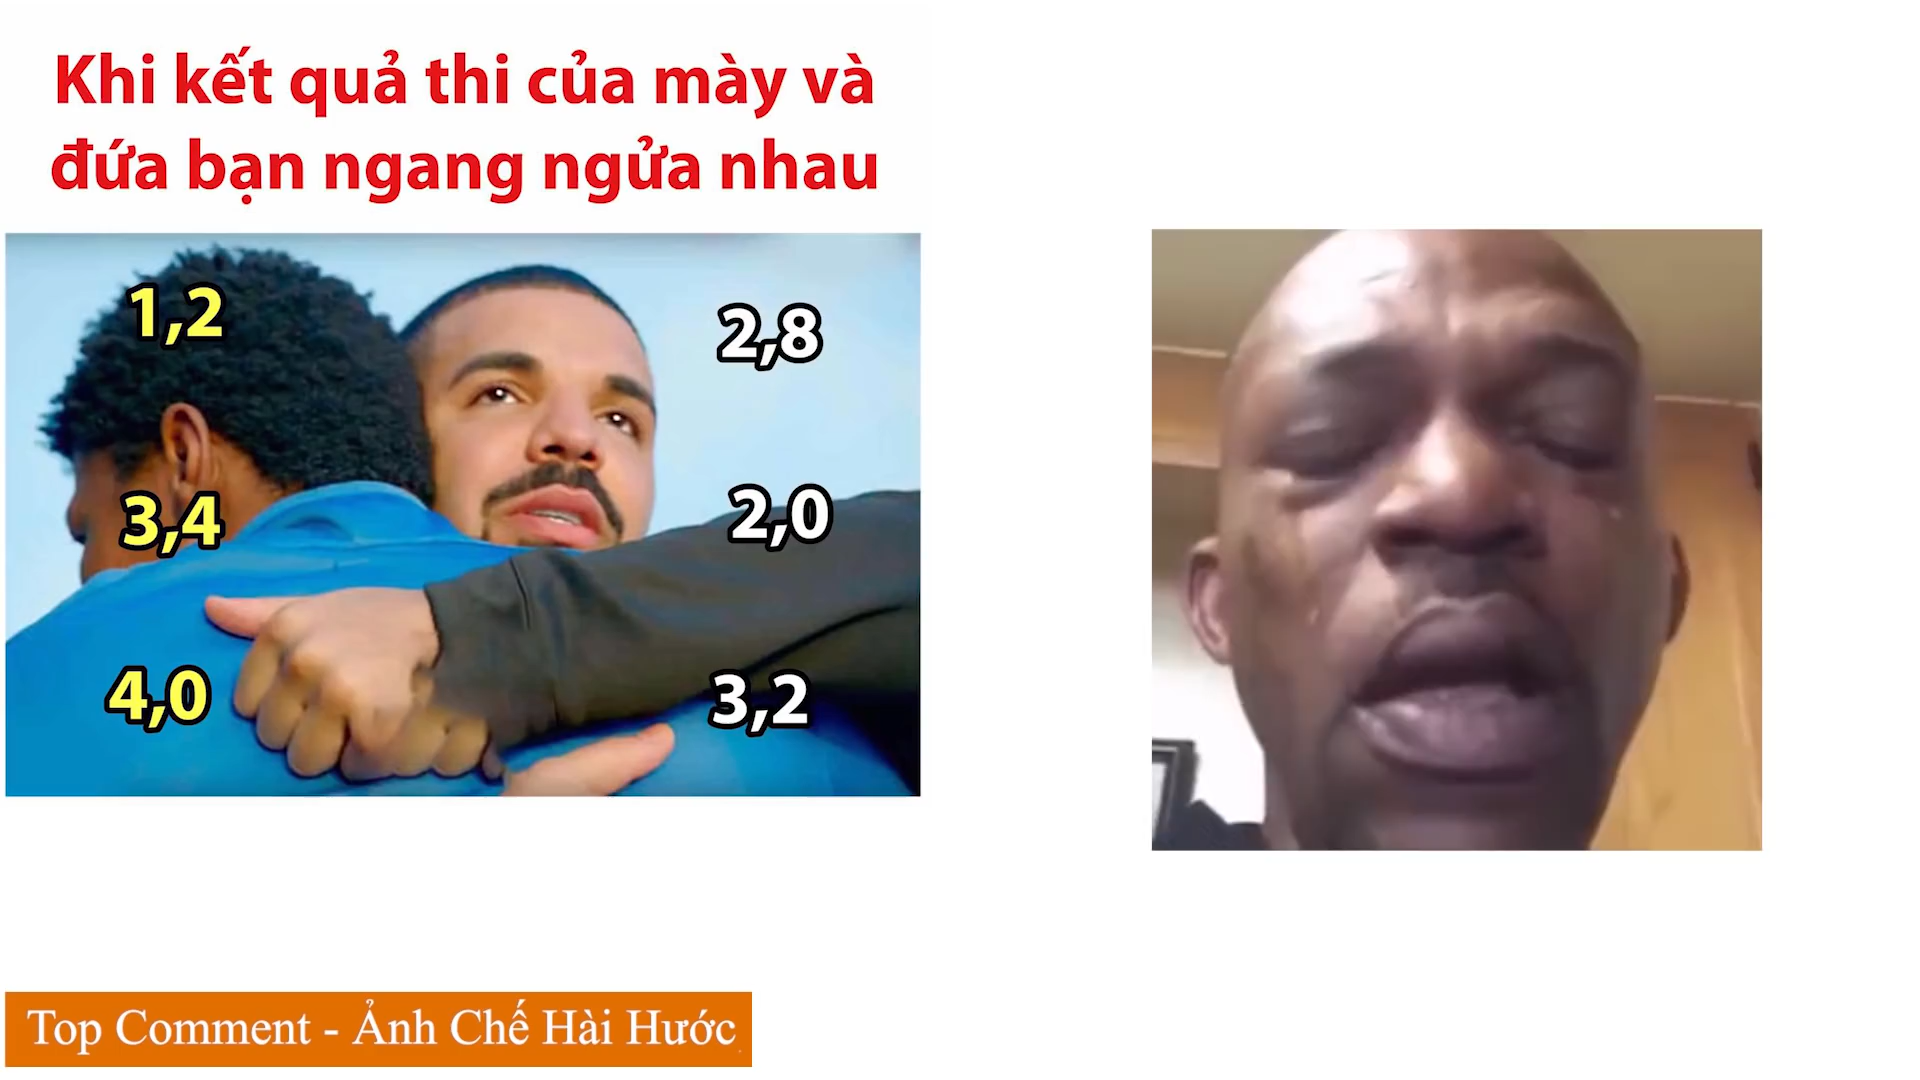 Khi kết quả thi của mày và
đứa bạn ngang ngửa nhau
1,2
2,8
3,4
2,0
4,0
3,2
Top Comment - Ảnh Chế Hài Hước